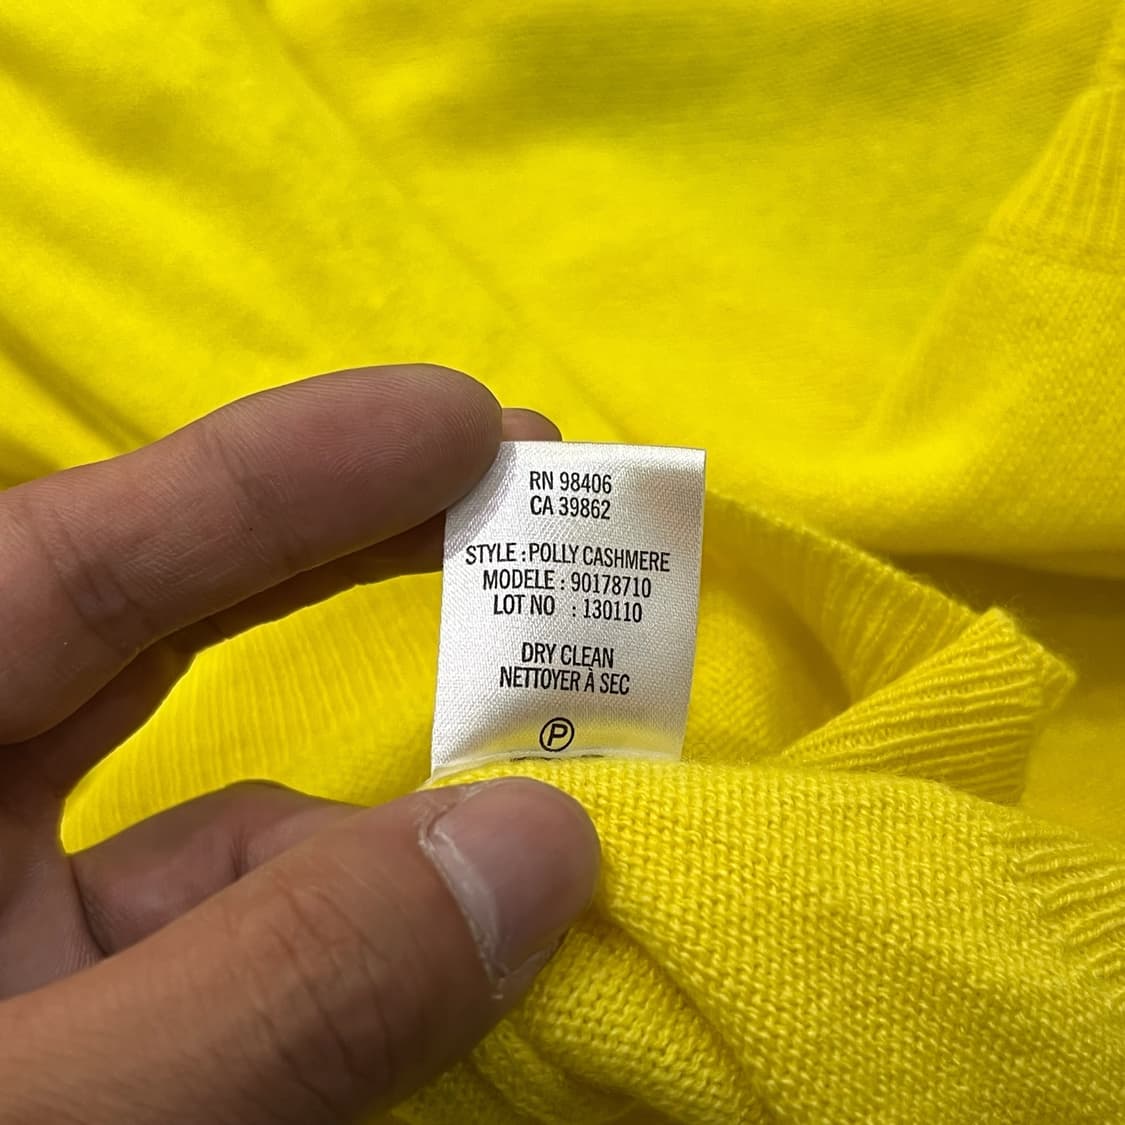 RN 98406
CA 39862
STYLE : POLLY CASHMERE
MODELE : 90178710
LOT NO : 130110
DRY CLEAN
NETTOYER À SEC
P